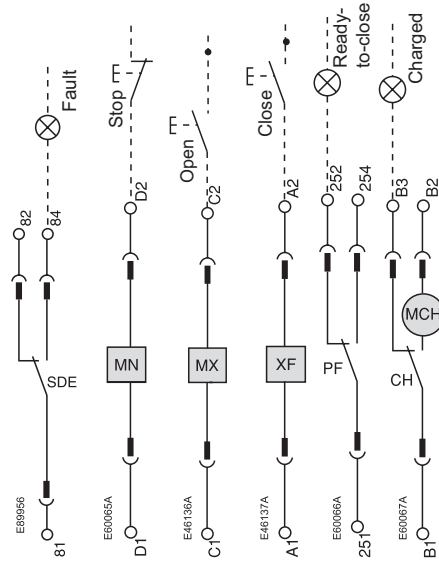 82
84
Fault
SDE
E89956
81
Stop
D2
MN
E60065A
D1
Open
C2
MX
E46136A
C1
Close
A2
XF
E46137A
A1
Ready-
to-close
252
254
PF
E60066A
251
Charged
B3
B2
MCH
CH
E60067A
B1